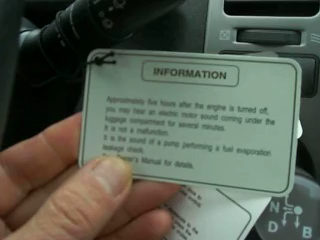 INFORMATION
Approximately five hours after the engine is turned off,
you may hear an electric motor sound coming under the
luggage compartment for several minutes.
It is not a malfunction.
It is the sound of a pump performing a fuel evaporation
leakage check.
Owner's Manual for details.
N
D B